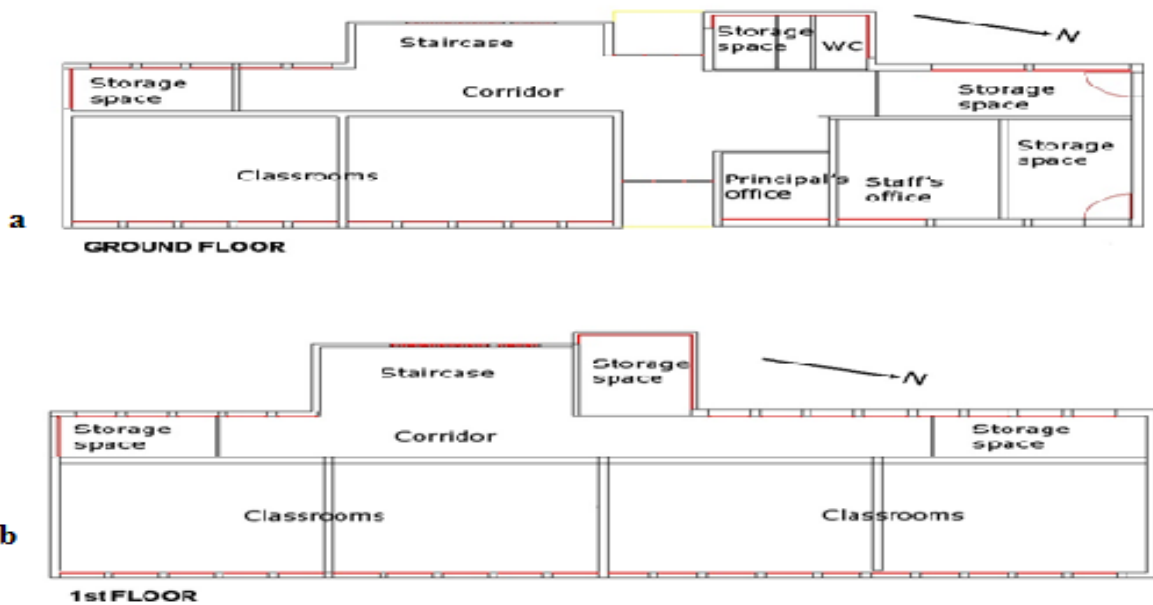 Staircase
Storage
space
WC
N
Storage
space
Corridor
Storage
space
Storage
space
Classrooms
Principal's
office
Staff's
office
a
GROUND FLOOR
Staircase
Storage
space
N
Storage
space
Corridor
Storage
space
Classrooms
Classrooms
b
1st FLOOR